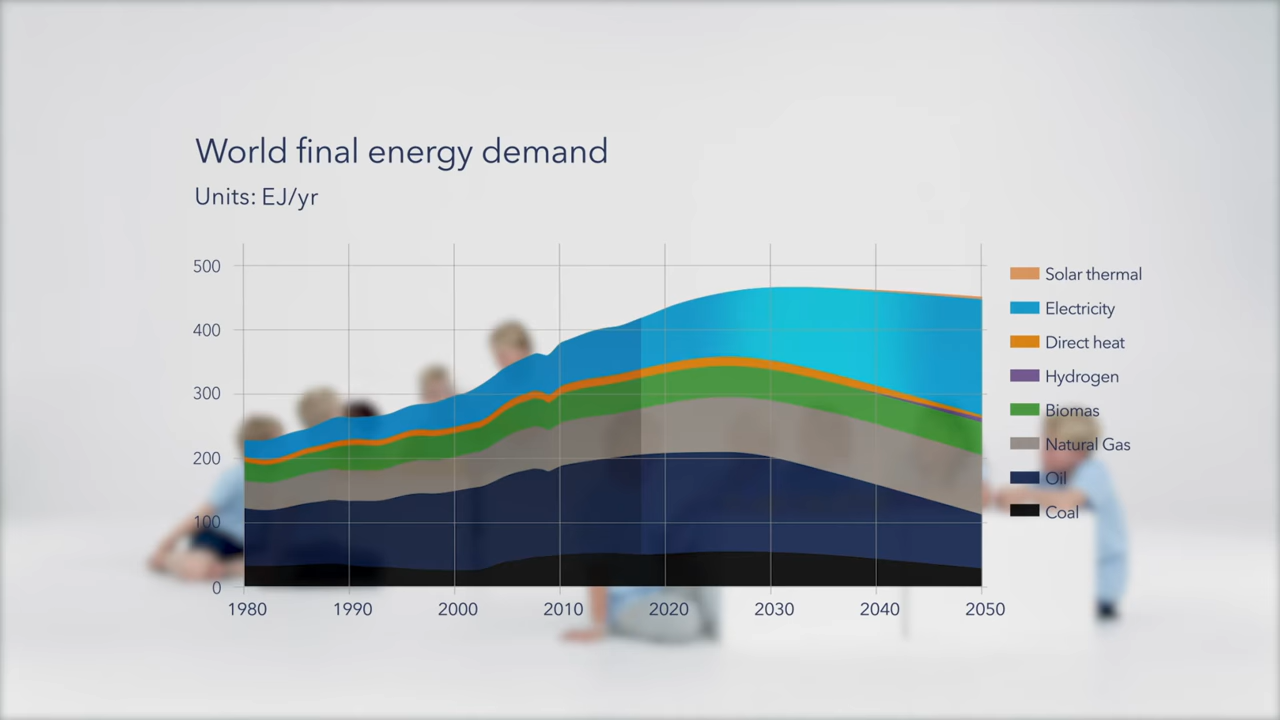 World final energy demand
Units: EJ/yr
500
400
300
200
100
0
1980 1990 2000 2010 2020 2030 2040 2050
Solar thermal
Electricity
Direct heat
Hydrogen
Biomas
Natural Gas
Oil
Coal